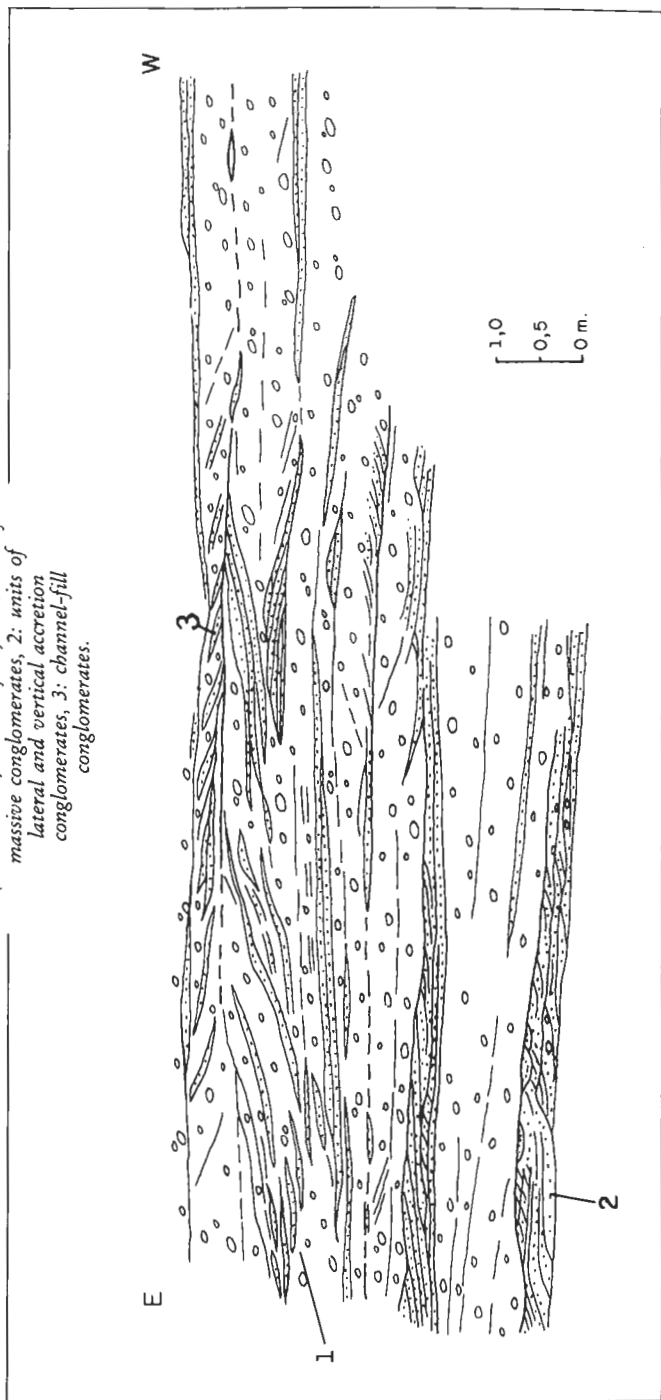 massive conglomerates, 2: units of
lateral and vertical accretion
conglomerates, 3: channel-fill
conglomerates.
W
E
3
1
2
1,0
0,5
0 m.